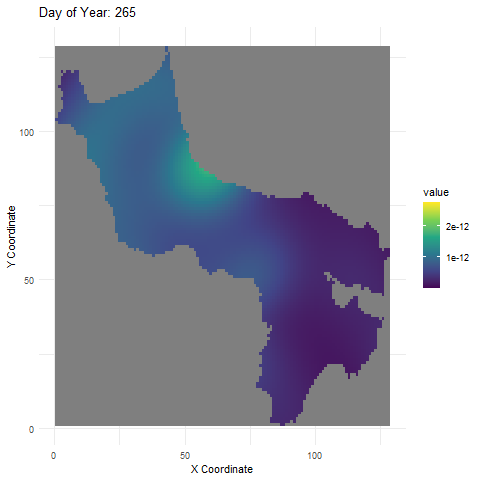 Day of Year: 265
Y Coordinate
100
50
0
0
50
100
X Coordinate
value
2e-12
1e-12